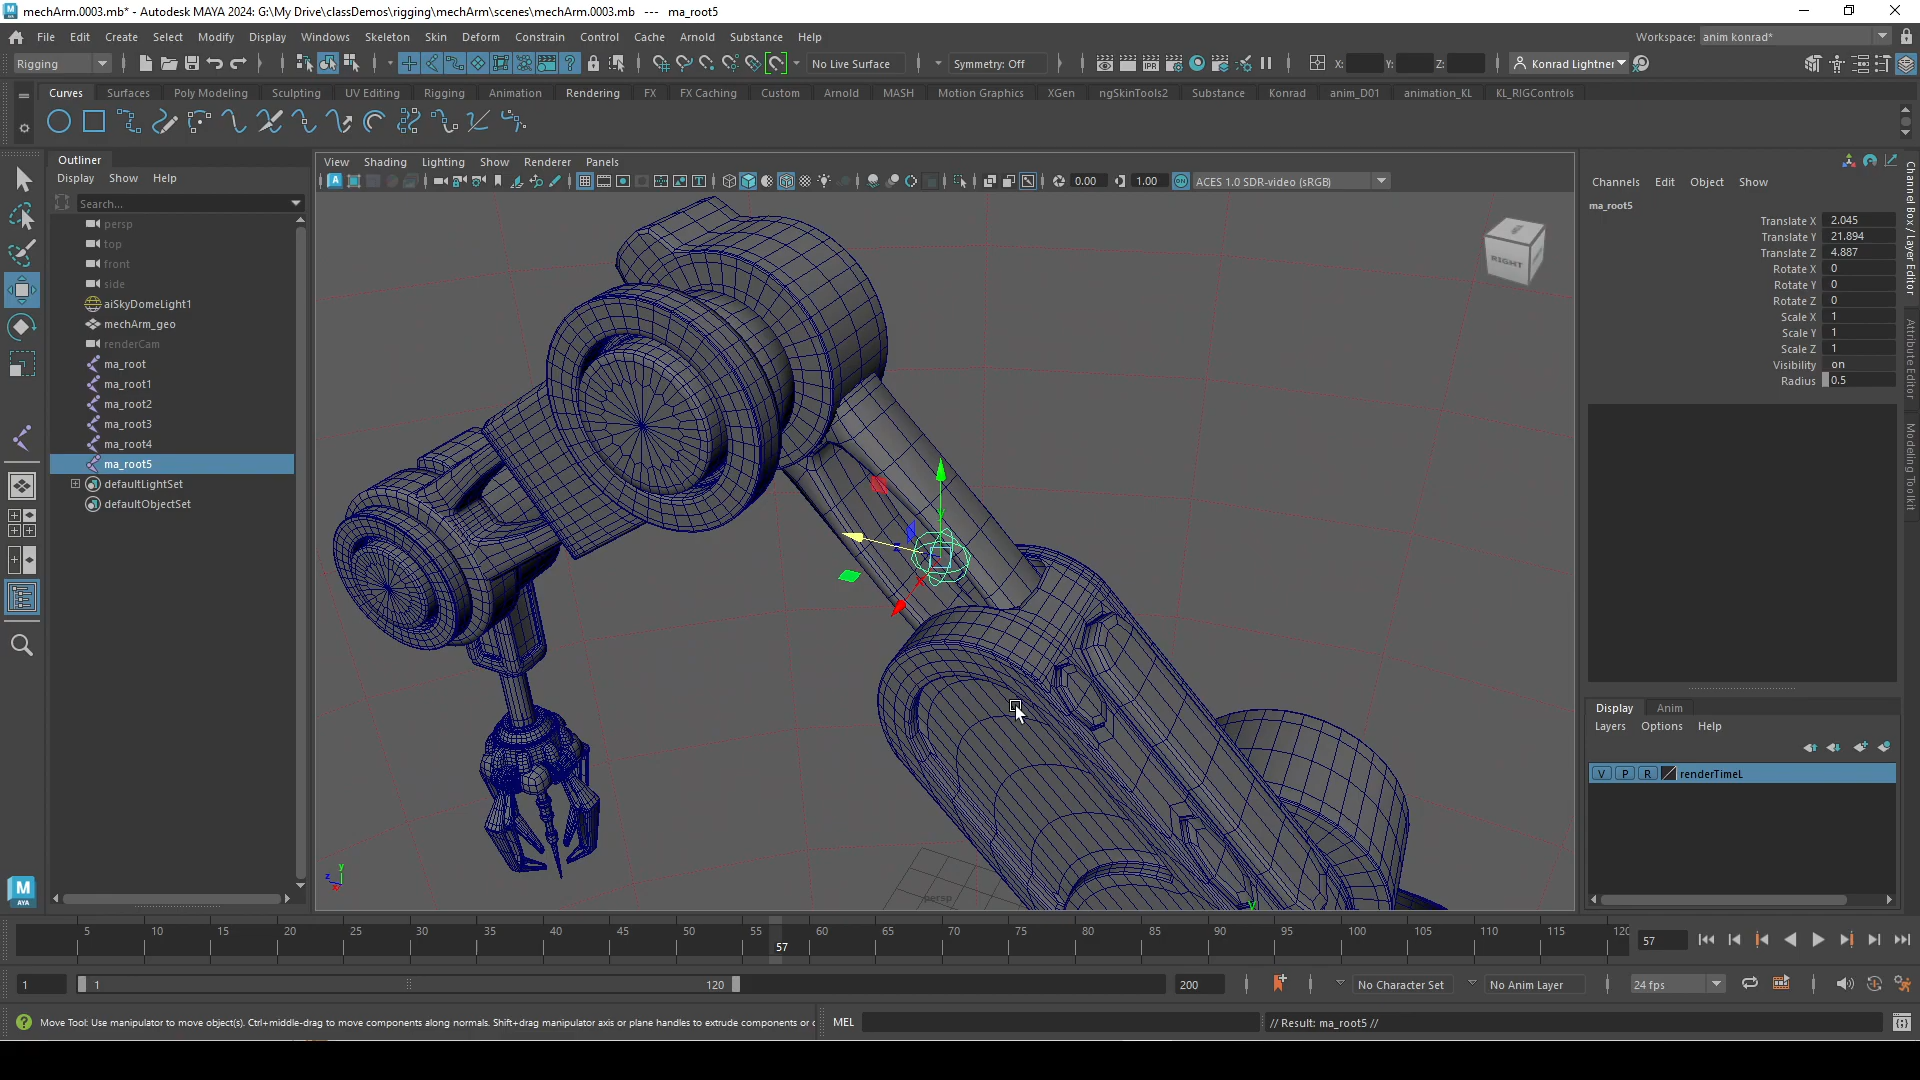 mechArm.0003.mb* - Autodesk MAYA 2024: G:\My Drive\classDemos\rigging\mechArm\scenes\mechArm.0003.mb --- ma_root5
File Edit Create Select Modify Display Windows Skeleton Skin Deform Constrain Control Cache Arnold Substance Help
Workspace: anim konrad*
Rigging
No Live Surface
Symmetry: Off
X:
Y:
Z:
Konrad Lightner
Curves Surfaces Poly Modeling Sculpting UV Editing Rigging Animation Rendering FX FX Caching Custom Arnold MASH Motion Graphics XGen ngSkinTools2 Substance Konrad anim_D01 animation_KL KL_RIGControls
Outliner
Display Show Help
Search...
persp
top
front
side
aiSkyDomeLight1
mechArm_geo
renderCam
ma_root
ma_root1
ma_root2
ma_root3
ma_root4
ma_root5
defaultLightSet
defaultObjectSet
View Shading Lighting Show Renderer Panels
0.00
1.00
ACES 1.0 SDR-video (sRGB)
RIGHT
persp
Channels Edit Object Show
ma_root5
Translate X 2.045
Translate Y 21.894
Translate Z 4.887
Rotate X 0
Rotate Y 0
Rotate Z 0
Scale X 1
Scale Y 1
Scale Z 1
Visibility on
Radius 0.5
Channel Box / Layer Editor
Attribute Editor
Modeling Toolkit
Display Anim
Layers Options Help
V P R renderTimeL
5 10 15 20 25 30 35 40 45 50 55 60 65 70 75 80 85 90 95 100 105 110 115 120
57
57
1
1
120
200
No Character Set
No Anim Layer
24 fps
Move Tool: Use manipulator to move object(s). Ctrl+middle-drag to move components along normals. Shift+drag manipulator axis or plane handles to extrude components or
MEL
// Result: ma_root5 //